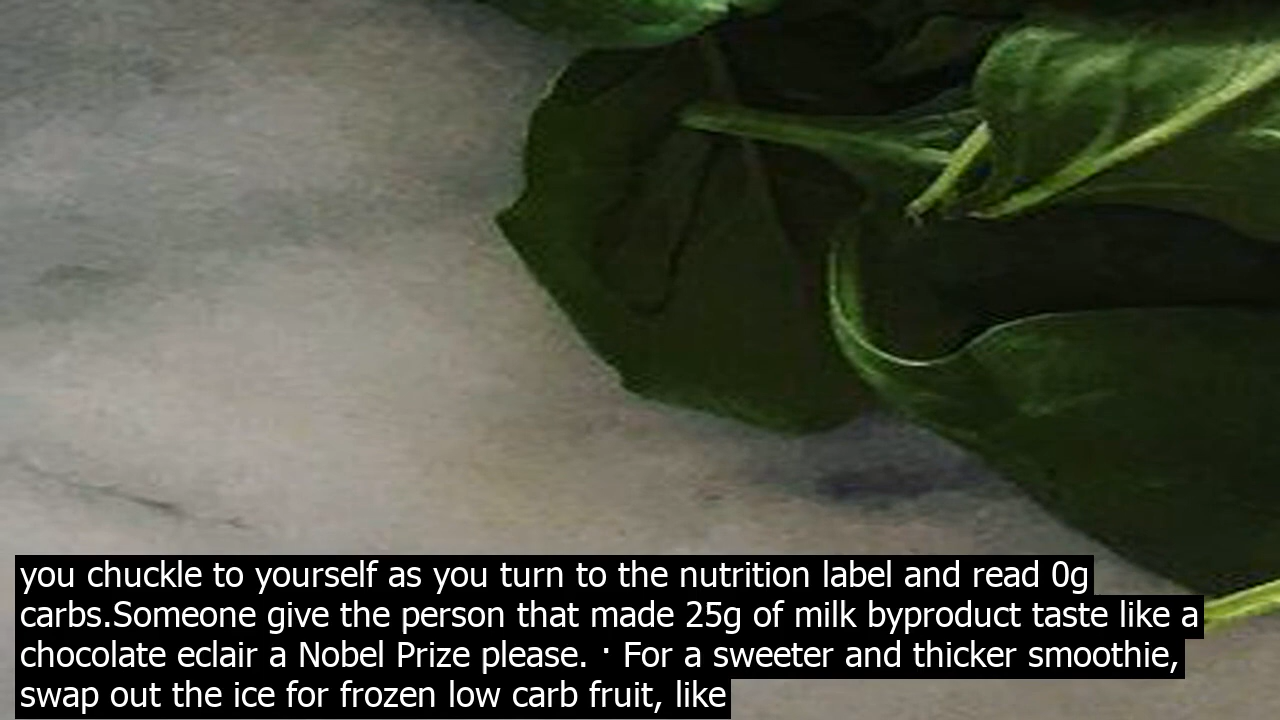 you chuckle to yourself as you turn to the nutrition label and read 0g
carbs.Someone give the person that made 25g of milk byproduct taste like a
chocolate eclair a Nobel Prize please. · For a sweeter and thicker smoothie,
swap out the ice for frozen low carb fruit, like